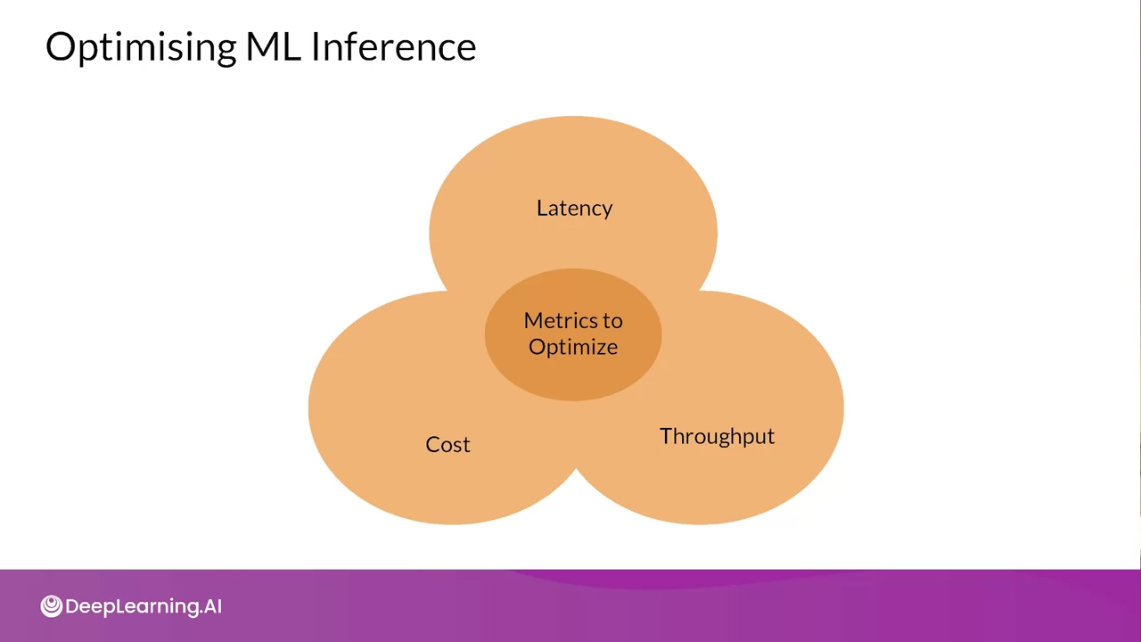 Optimising ML Inference
Latency
Metrics to
Optimize
Cost
Throughput
DeepLearning.AI